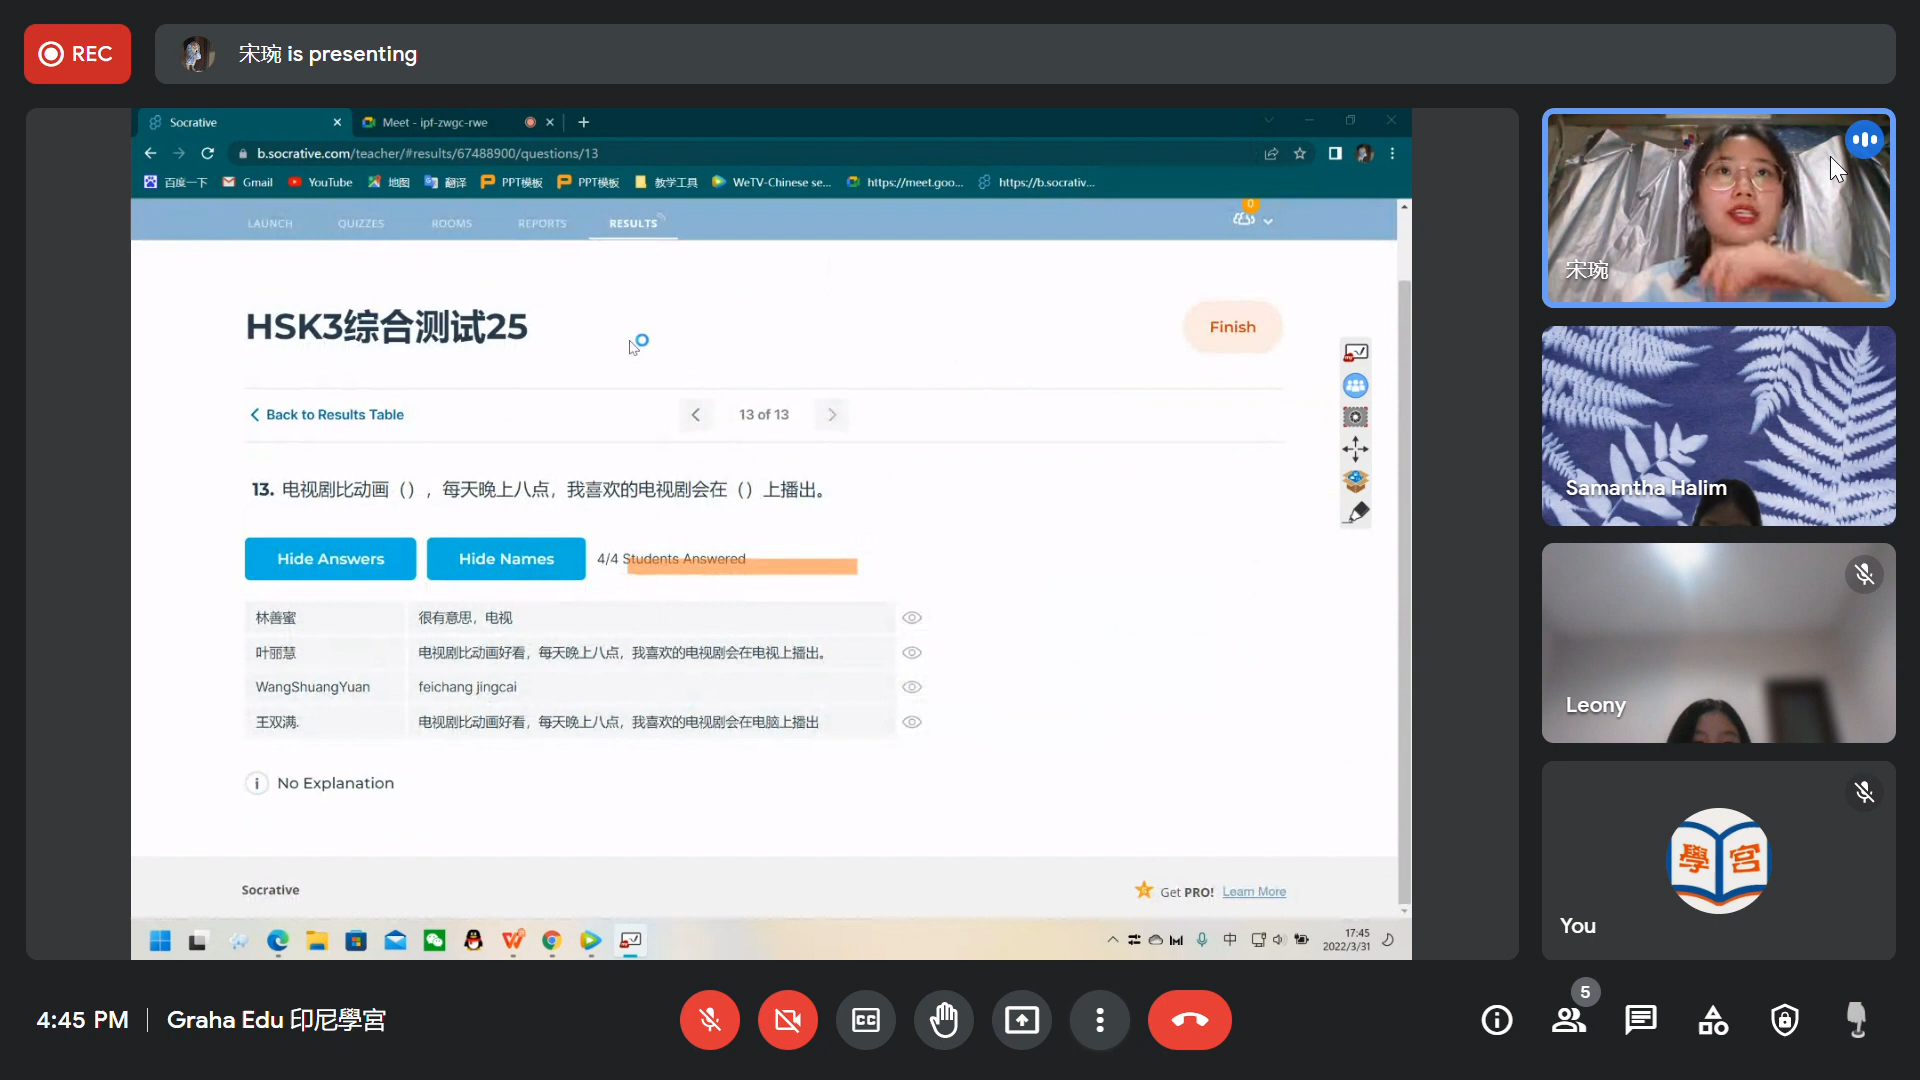 REC
宋琬 is presenting
Socrative
Meet - ipf-zwgc-rwe
b.socrative.com/teacher/#results/67488900/questions/13
百度一下 Gmail YouTube 地图 翻译 PPT模板 PPT模板 教学工具 WeTV-Chinese se... https://meet.goo... https://b.socrativ...
LAUNCH QUIZZES ROOMS REPORTS RESULTS 0
HSK3综合测试25
Finish
Back to Results Table
13 of 13
13. 电视剧比动画（），每天晚上八点，我喜欢的电视剧会在（）上播出。
Hide Answers Hide Names 4/4 Students Answered
林善蜜 很有意思，电视
叶丽慧 电视剧比动画好看，每天晚上八点，我喜欢的电视剧会在电视上播出。
WangShuangYuan feichang jingcai
王双满. 电视剧比动画好看，每天晚上八点，我喜欢的电视剧会在电脑上播出
i No Explanation
Socrative
Get PRO! Learn More
中
17:45
2022/3/31
宋琬
Samantha Halim
Leony
學宮
You
4:45 PM Graha Edu 印尼學宮
CC
5